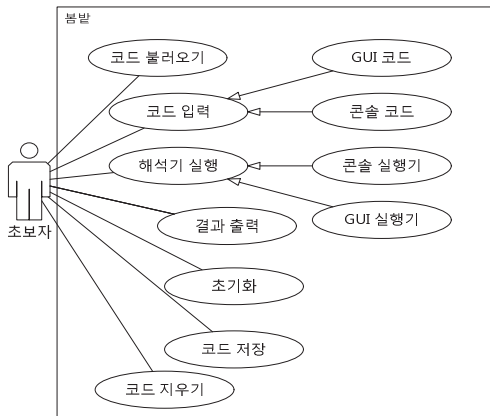 봄밭
코드 불러오기
GUI 코드
코드 입력
콘솔 코드
해석기 실행
콘솔 실행기
GUI 실행기
결과 출력
초보자
초기화
코드 저장
코드 지우기